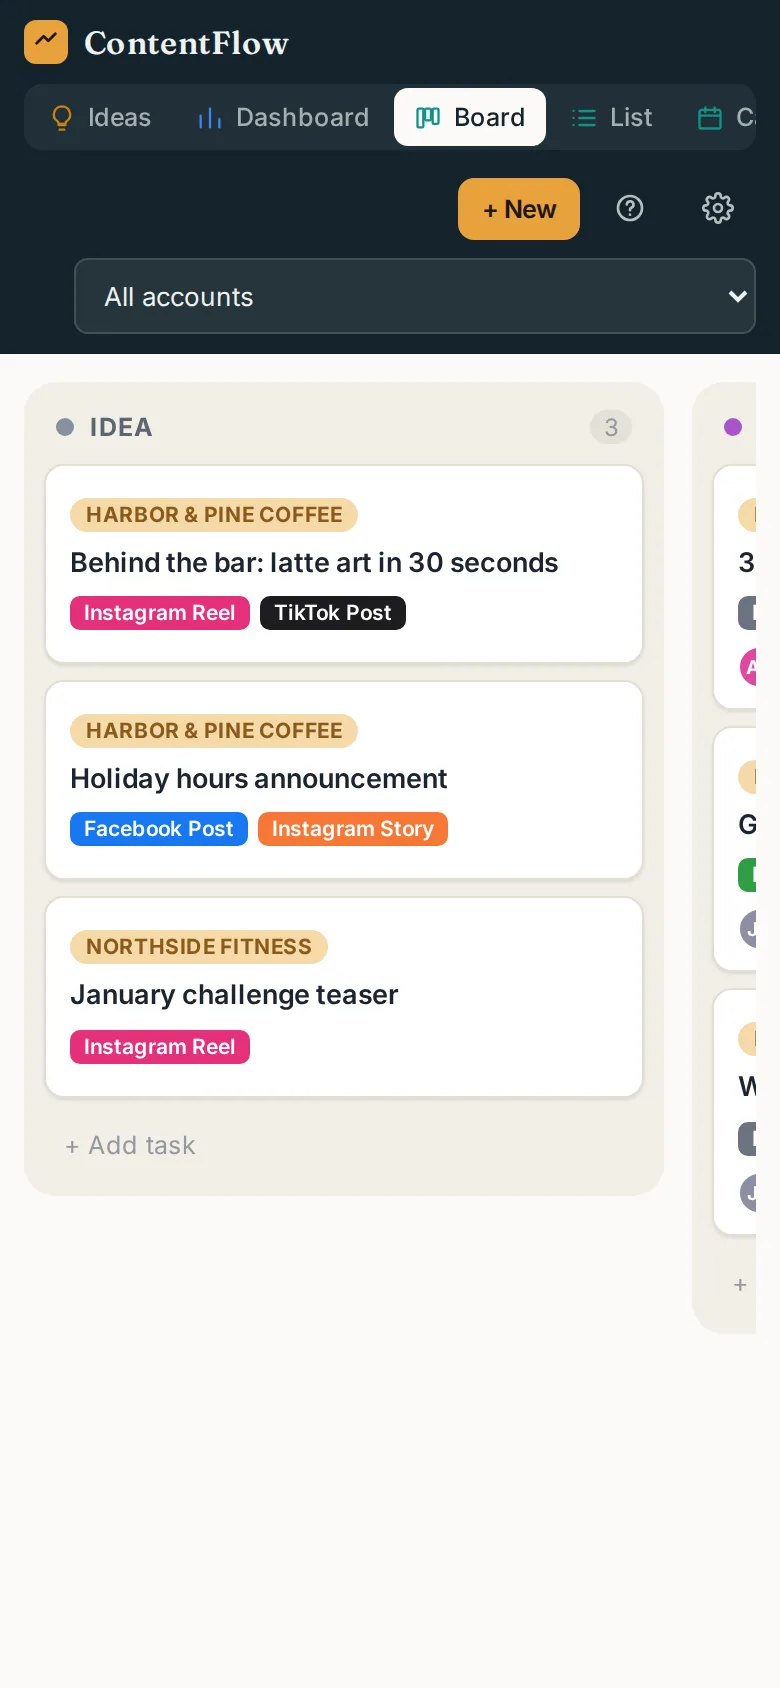 ContentFlow
Ideas Dashboard Board List
+ New
All accounts
IDEA 3
HARBOR & PINE COFFEE
Behind the bar: latte art in 30 seconds
Instagram Reel TikTok Post
HARBOR & PINE COFFEE
Holiday hours announcement
Facebook Post Instagram Story
NORTHSIDE FITNESS
January challenge teaser
Instagram Reel
+ Add task
3
G
W
+